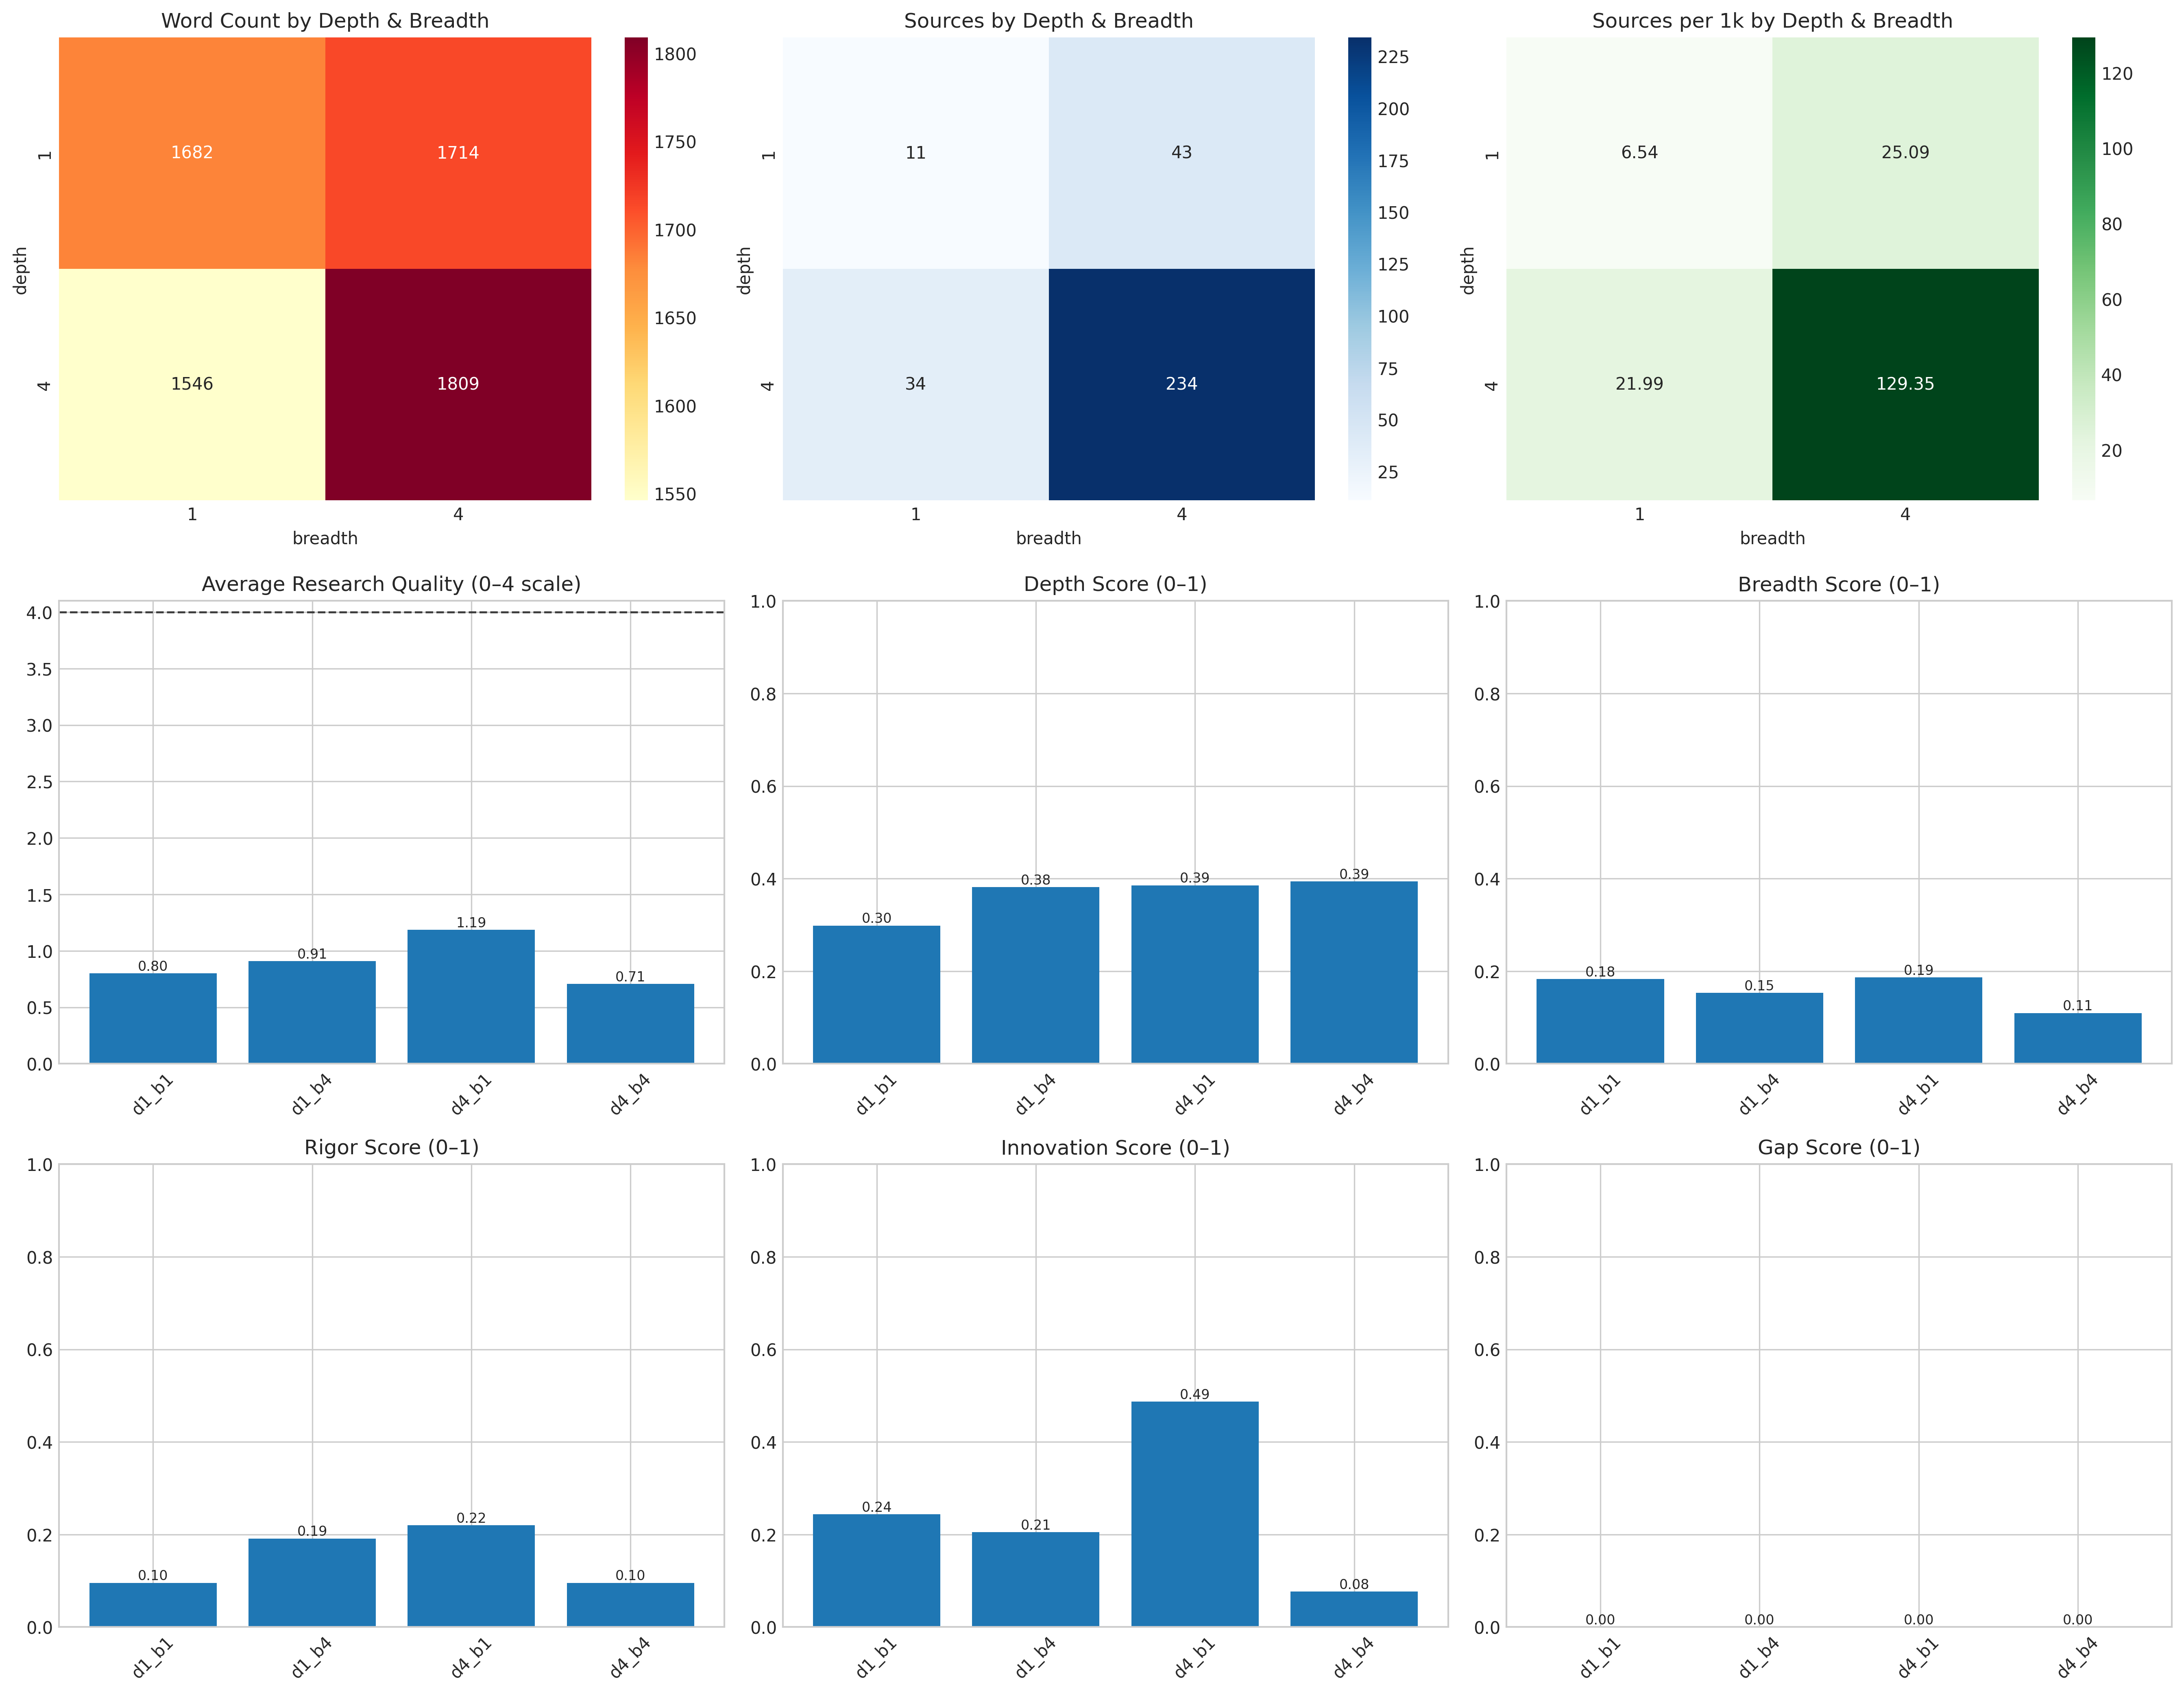 Word Count by Depth & Breadth
1682
1714
1546
1809
1
4
depth
1
4
breadth
1800
1750
1700
1650
1600
1550
Sources by Depth & Breadth
11
43
34
234
1
4
depth
1
4
breadth
225
200
175
150
125
100
75
50
25
Sources per 1k by Depth & Breadth
6.54
25.09
21.99
129.35
1
4
depth
1
4
breadth
120
100
80
60
40
20
Average Research Quality (0–4 scale)
4.0
3.5
3.0
2.5
2.0
1.5
1.0
0.5
0.0
0.80
0.91
1.19
0.71
d1_b1
d1_b4
d4_b1
d4_b4
Depth Score (0–1)
1.0
0.8
0.6
0.4
0.2
0.0
0.30
0.38
0.39
0.39
d1_b1
d1_b4
d4_b1
d4_b4
Breadth Score (0–1)
1.0
0.8
0.6
0.4
0.2
0.0
0.18
0.15
0.19
0.11
d1_b1
d1_b4
d4_b1
d4_b4
Rigor Score (0–1)
1.0
0.8
0.6
0.4
0.2
0.0
0.10
0.19
0.22
0.10
d1_b1
d1_b4
d4_b1
d4_b4
Innovation Score (0–1)
1.0
0.8
0.6
0.4
0.2
0.0
0.24
0.21
0.49
0.08
d1_b1
d1_b4
d4_b1
d4_b4
Gap Score (0–1)
1.0
0.8
0.6
0.4
0.2
0.0
0.00
0.00
0.00
0.00
d1_b1
d1_b4
d4_b1
d4_b4